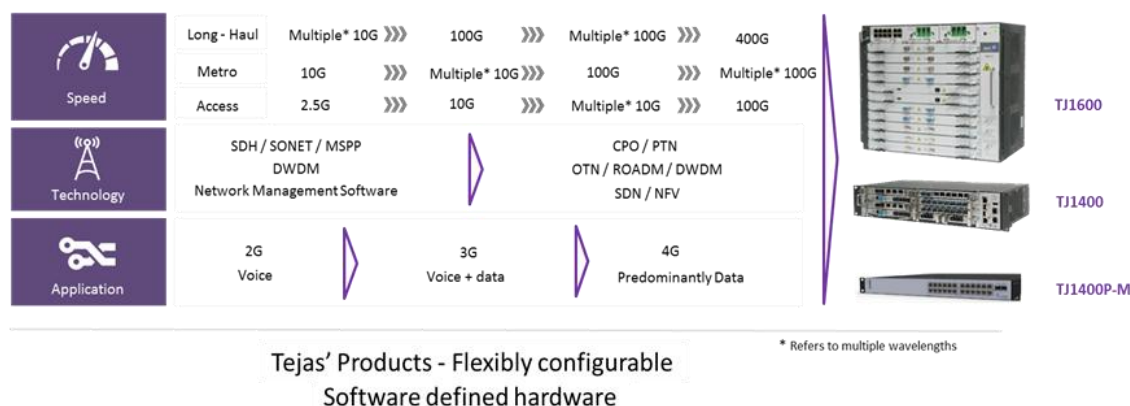 Speed
Long - Haul Multiple* 10G 100G Multiple* 100G 400G
Metro 10G Multiple* 10G 100G Multiple* 100G
Access 2.5G 10G Multiple* 10G 100G
Technology
SDH / SONET / MSPP
DWDM
Network Management Software
CPO / PTN
OTN / ROADM / DWDM
SDN / NFV
Application
2G
Voice
3G
Voice + data
4G
Predominantly Data
TJ1600
TJ1400
TJ1400P-M
* Refers to multiple wavelengths
Tejas' Products - Flexibly configurable
Software defined hardware